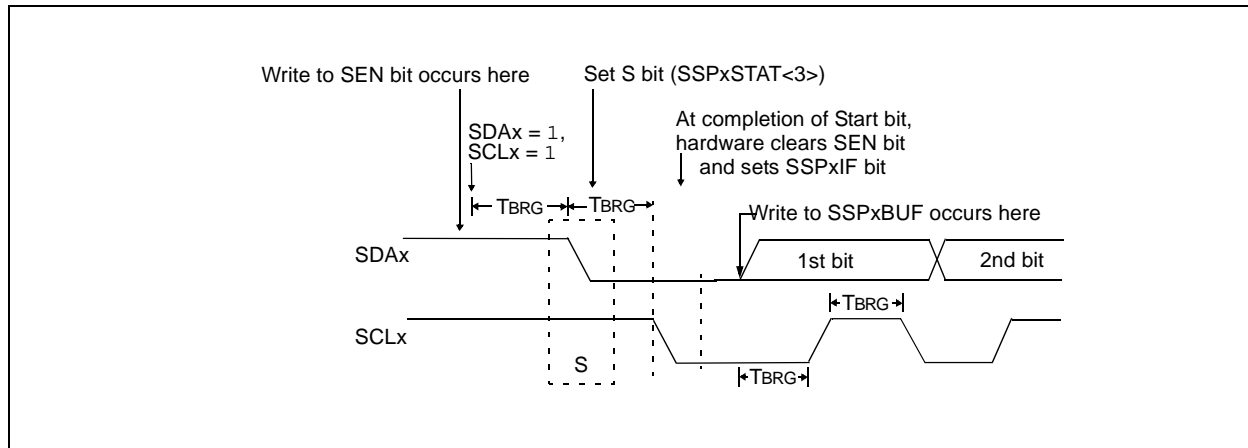 Write to SEN bit occurs here
Set S bit (SSPxSTAT<3>)
SDAx = 1,
SCLx = 1
At completion of Start bit,
hardware clears SEN bit
and sets SSPxIF bit
TBRG
TBRG
Write to SSPxBUF occurs here
SDAx
1st bit
2nd bit
TBRG
SCLx
S
TBRG